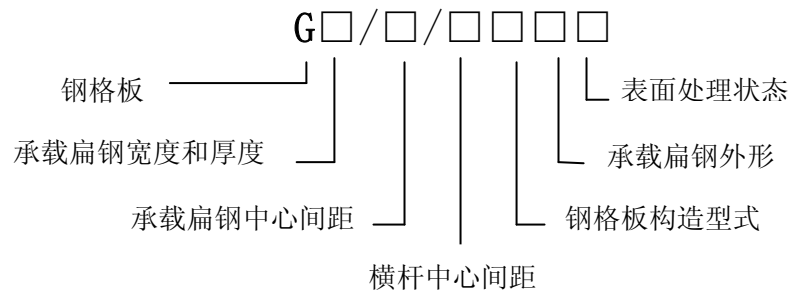 G□/□/□□□□
钢格板
表面处理状态
承载扁钢宽度和厚度
承载扁钢外形
承载扁钢中心间距
钢格板构造型式
横杆中心间距